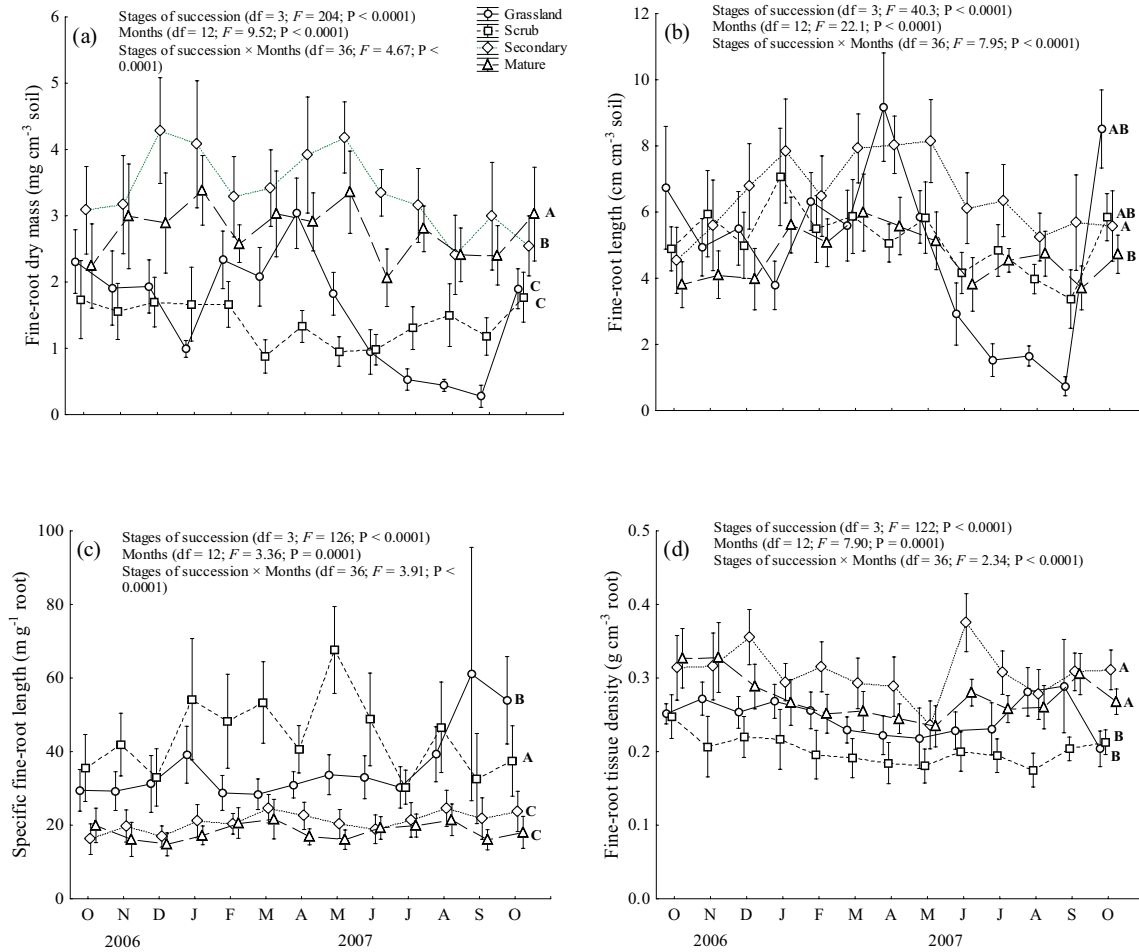 (a)
Stages of succession (df = 3; F = 204; P < 0.0001)
Months (df = 12; F = 9.52; P < 0.0001)
Stages of succession × Months (df = 36; F = 4.67; P <
0.0001)
Grassland
Scrub
Secondary
Mature
Fine-root dry mass (mg cm-3 soil)
6
5
4
3
2
1
0
A
B
C
C
(b)
Stages of succession (df = 3; F = 40.3; P < 0.0001)
Months (df = 12; F = 22.1; P < 0.0001)
Stages of succession × Months (df = 36; F = 7.95; P < 0.0001)
Fine-root length (cm cm-3 soil)
12
10
8
6
4
2
0
AB
AB
A
B
(c)
Stages of succession (df = 3; F = 126; P < 0.0001)
Months (df = 12; F = 3.36; P = 0.0001)
Stages of succession × Months (df = 36; F = 3.91; P <
0.0001)
Specific fine-root length (m g-1 root)
100
80
60
40
20
0
B
A
C
C
O N D J F M A M J J A S O
2006 2007
(d)
Stages of succession (df = 3; F = 122; P < 0.0001)
Months (df = 12; F = 7.90; P = 0.0001)
Stages of succession × Months (df = 36; F = 2.34; P < 0.0001)
Fine-root tissue density (g cm-3 root)
0.5
0.4
0.3
0.2
0.1
0.0
A
A
B
B
O N D J F M A M J J A S O
2006 2007